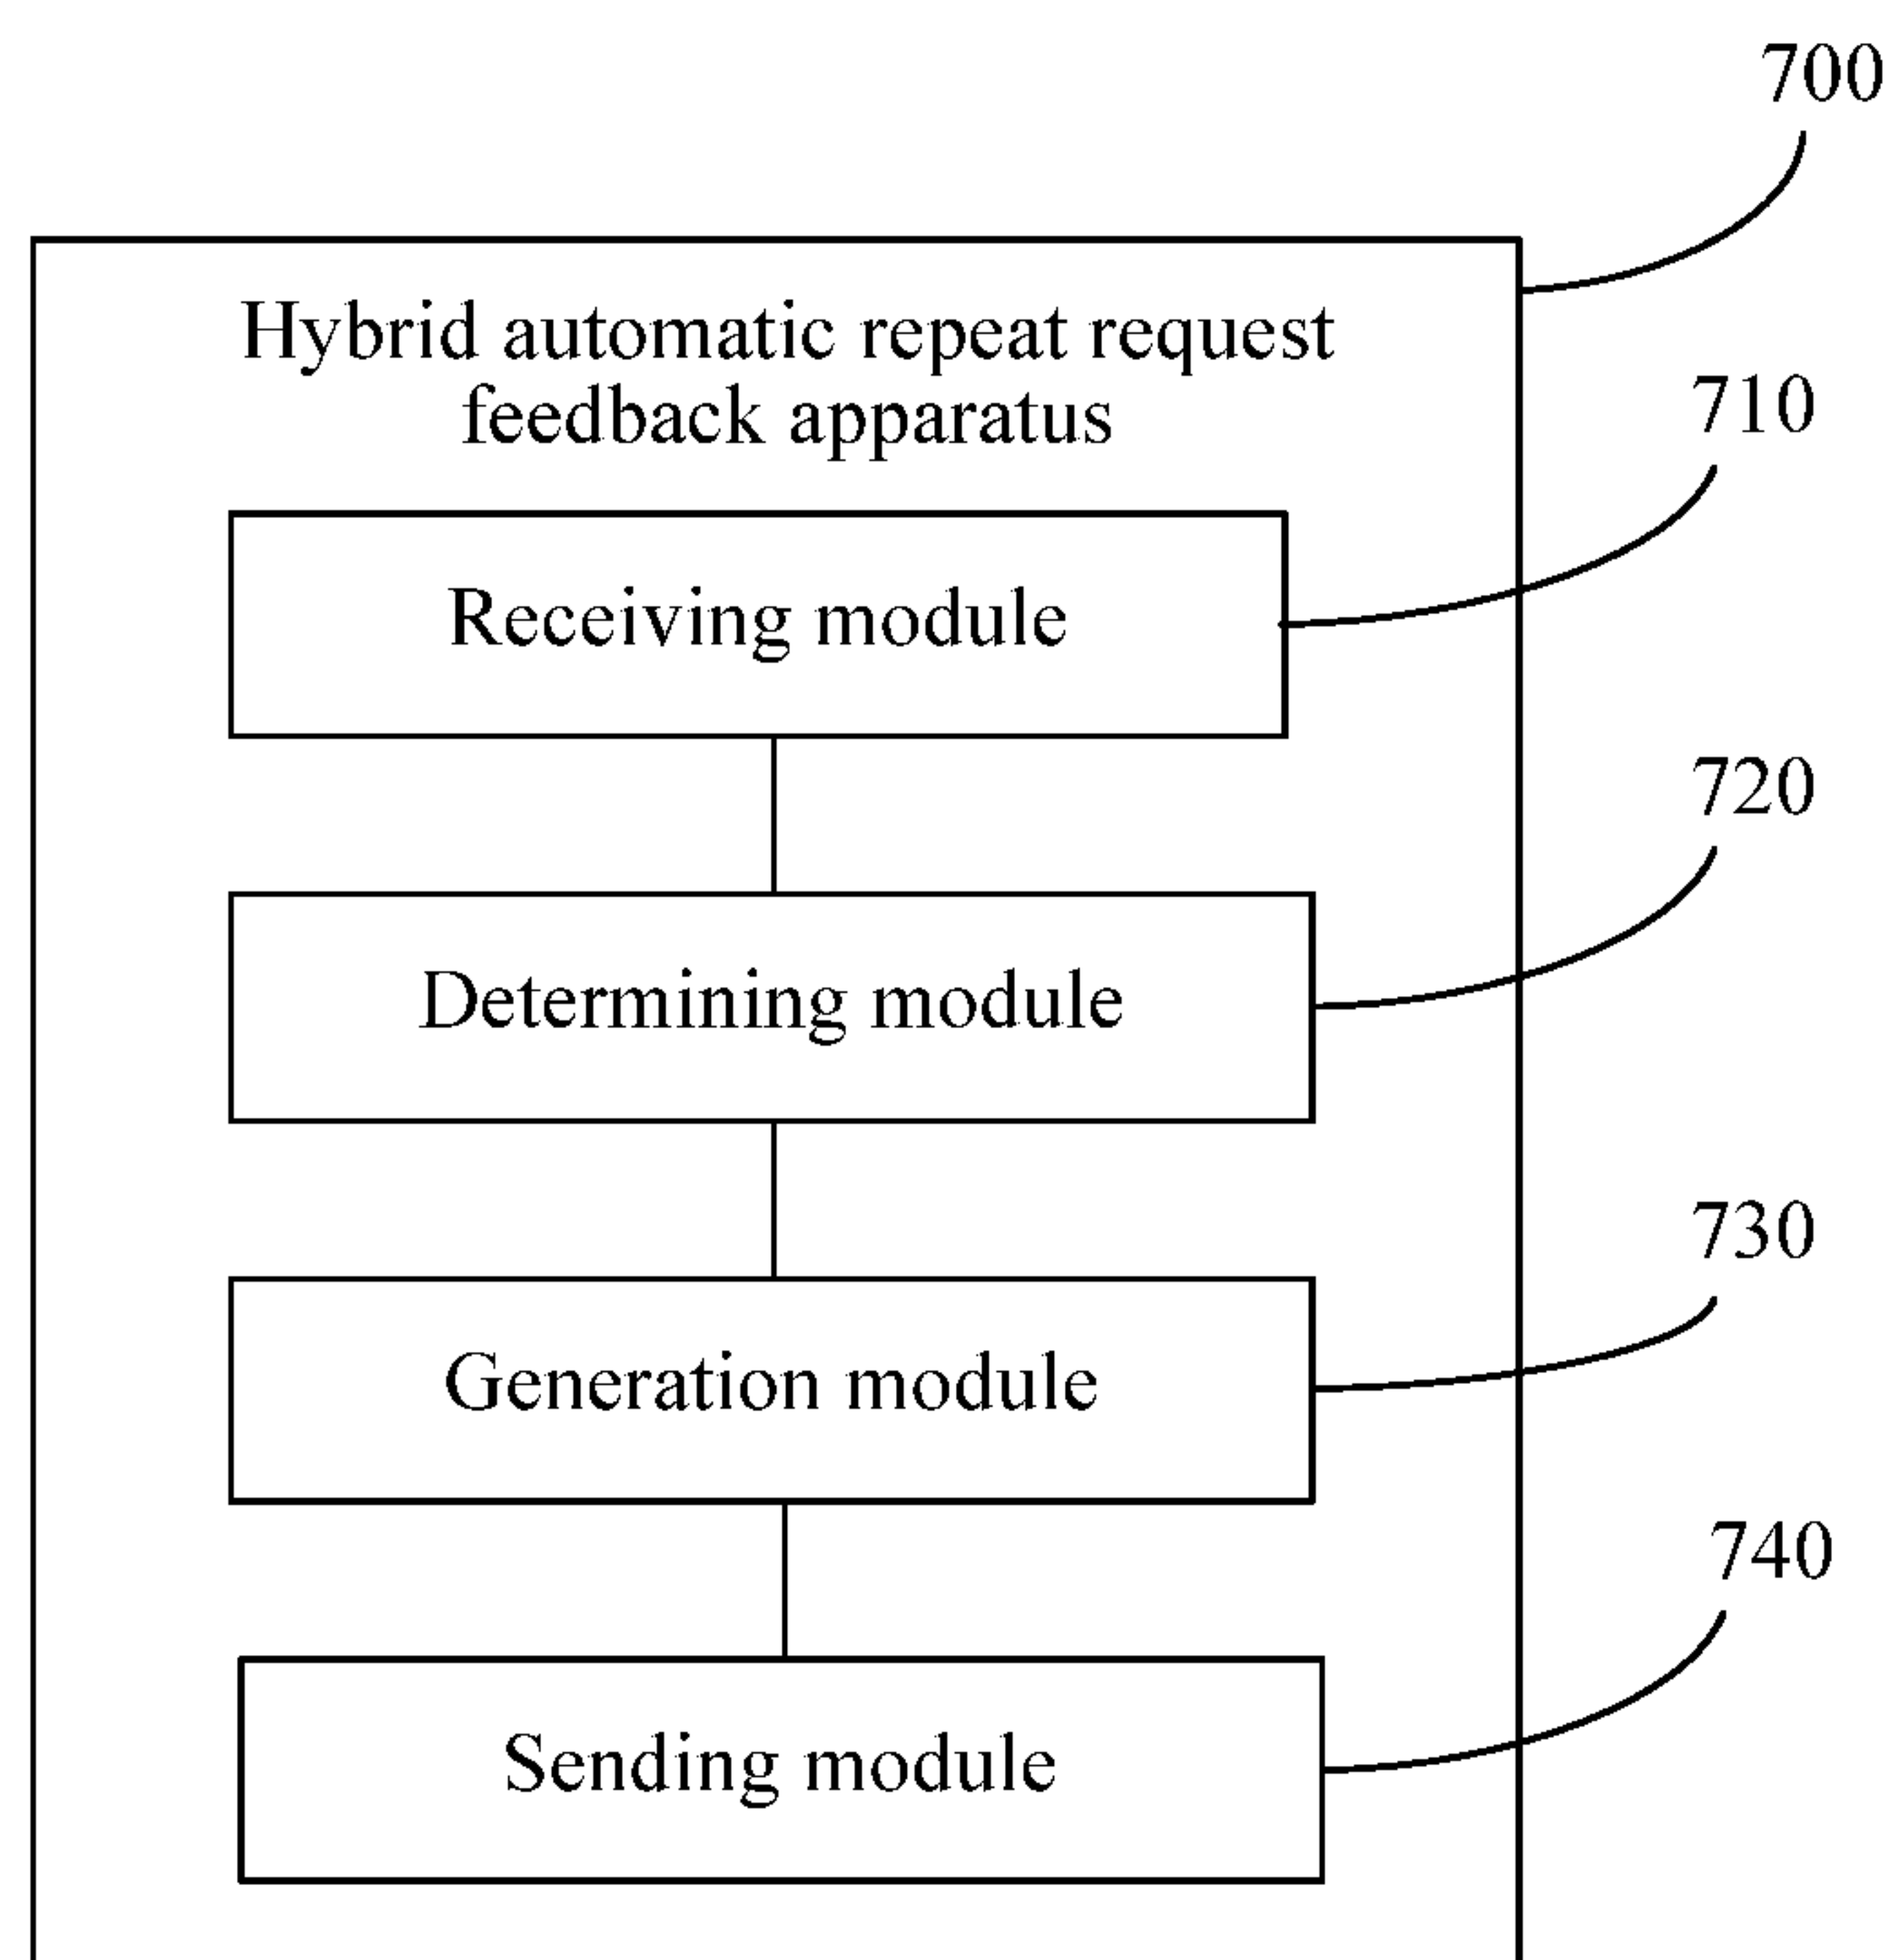 700
Hybrid automatic repeat request
feedback apparatus
710
Receiving module
720
Determining module
730
Generation module
740
Sending module